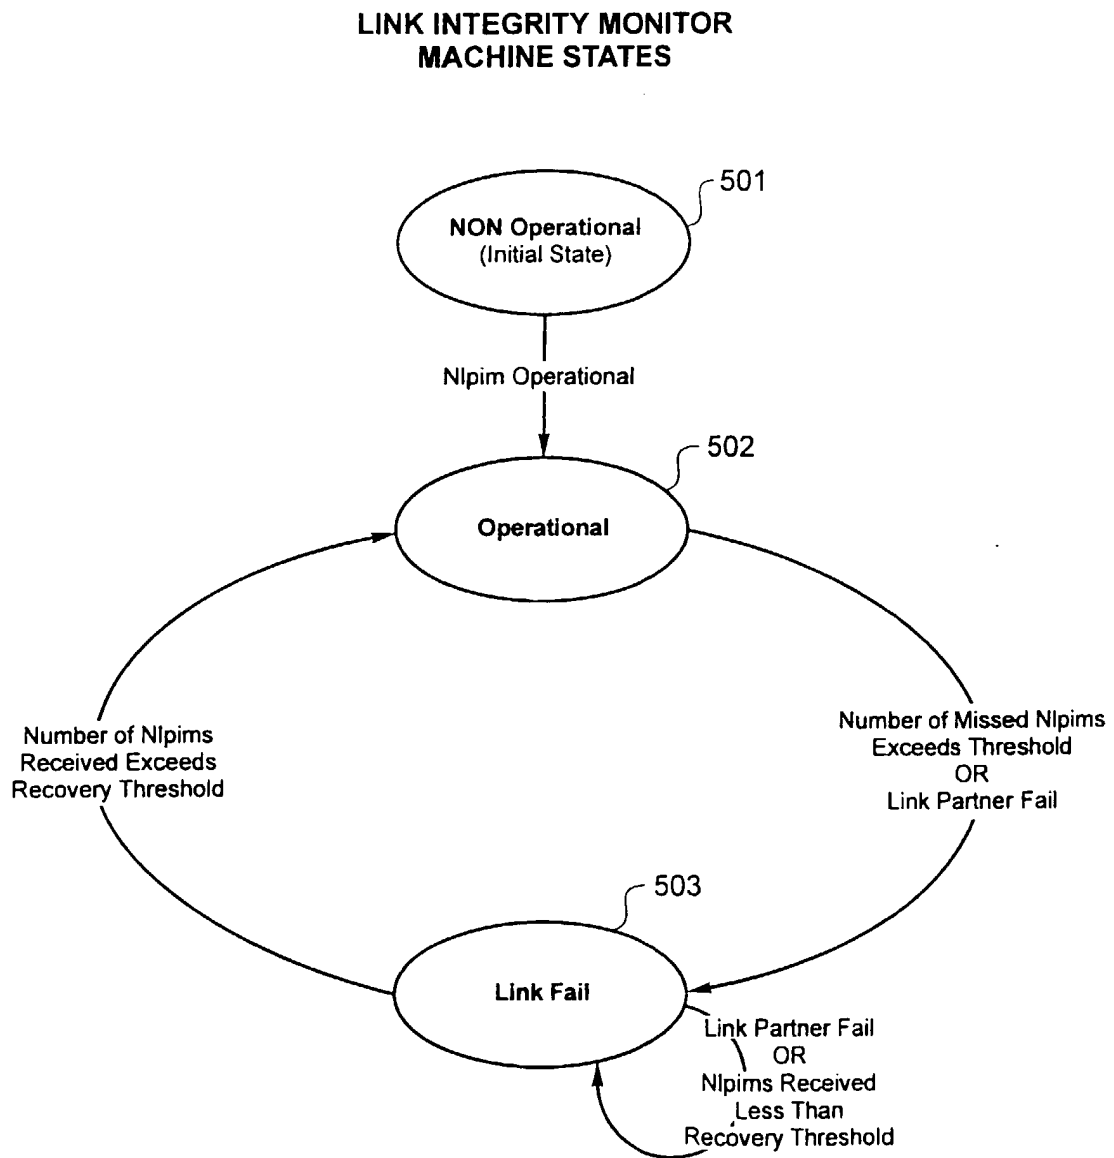 LINK INTEGRITY MONITOR
MACHINE STATES
501
NON Operational
(Initial State)
Nlpim Operational
502
Operational
Number of Nlpims
Received Exceeds
Recovery Threshold
Number of Missed Nlpims
Exceeds Threshold
OR
Link Partner Fail
503
Link Fail
Link Partner Fail
OR
Nlpims Received
Less Than
Recovery Threshold